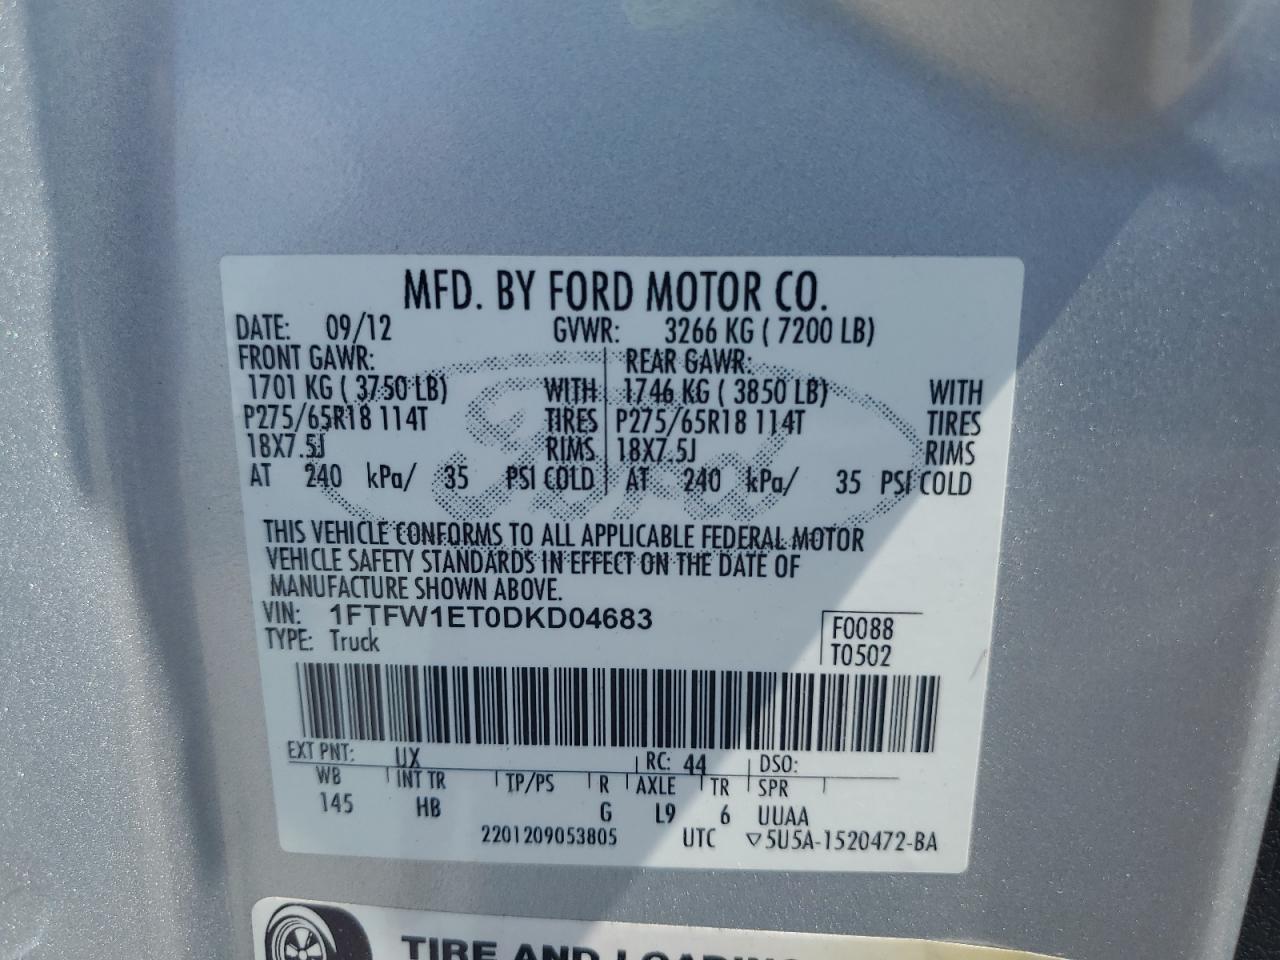 MFD. BY FORD MOTOR CO.
DATE: 09/12 GVWR: 3266 KG ( 7200 LB)
FRONT GAWR: REAR GAWR:
1701 KG ( 3750 LB) WITH 1746 KG ( 3850 LB) WITH
P275/65R18 114T TIRES P275/65R18 114T TIRES
18X7.5J RIMS 18X7.5J RIMS
AT 240 kPa/ 35 PSI COLD AT 240 kPa/ 35 PSI COLD
Ford
THIS VEHICLE CONFORMS TO ALL APPLICABLE FEDERAL MOTOR
VEHICLE SAFETY STANDARDS IN EFFECT ON THE DATE OF
MANUFACTURE SHOWN ABOVE.
VIN: 1FTFW1ET0DKD04683
TYPE: Truck
F0088
T0502
EXT PNT: UX RC: 44 DSO:
WB INT TR TP/PS R AXLE TR SPR
145 HB G L9 6 UUAA
2201209053805 UTC ▽5U5A-1520472-BA
TIRE AND LOADING